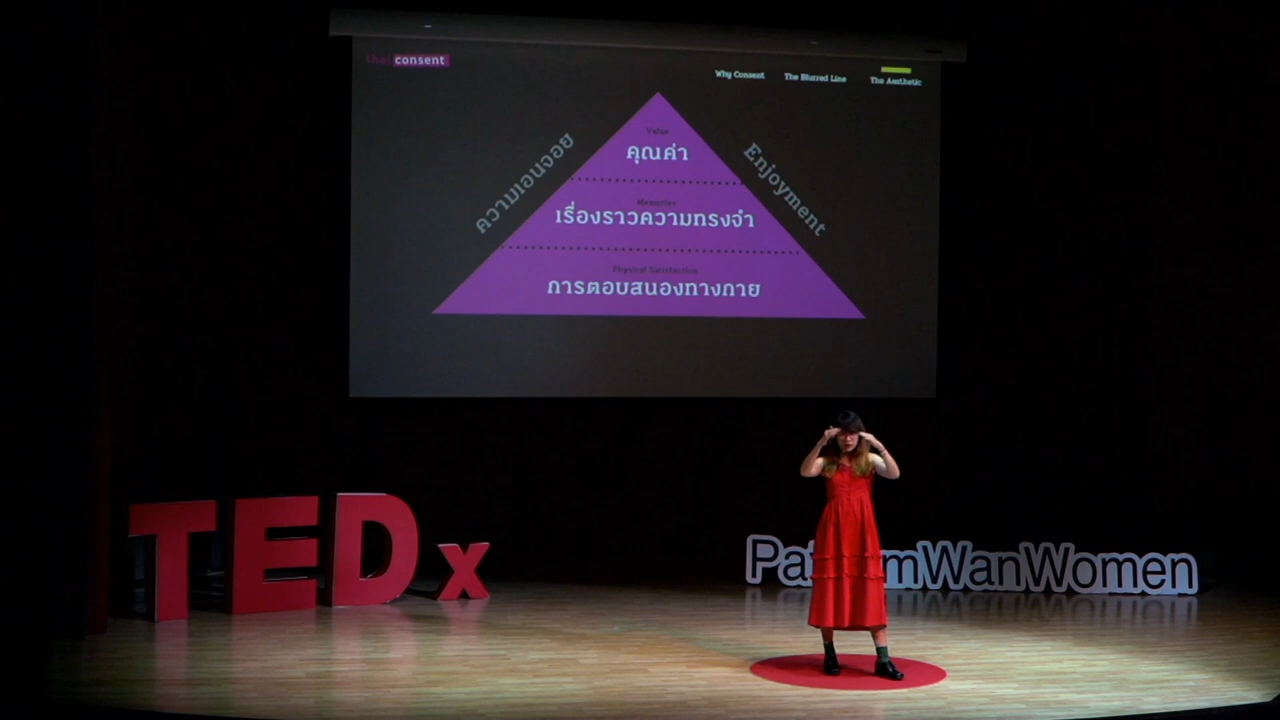 thai consent
Why Consent
The Blurred Line
The Aesthetic
Value
คุณค่า
ความเอนจอย
Enjoyment
Memories
เรื่องราวความทรงจำ
Physical Satisfaction
การตอบสนองทางกาย
TEDx
WanWomen